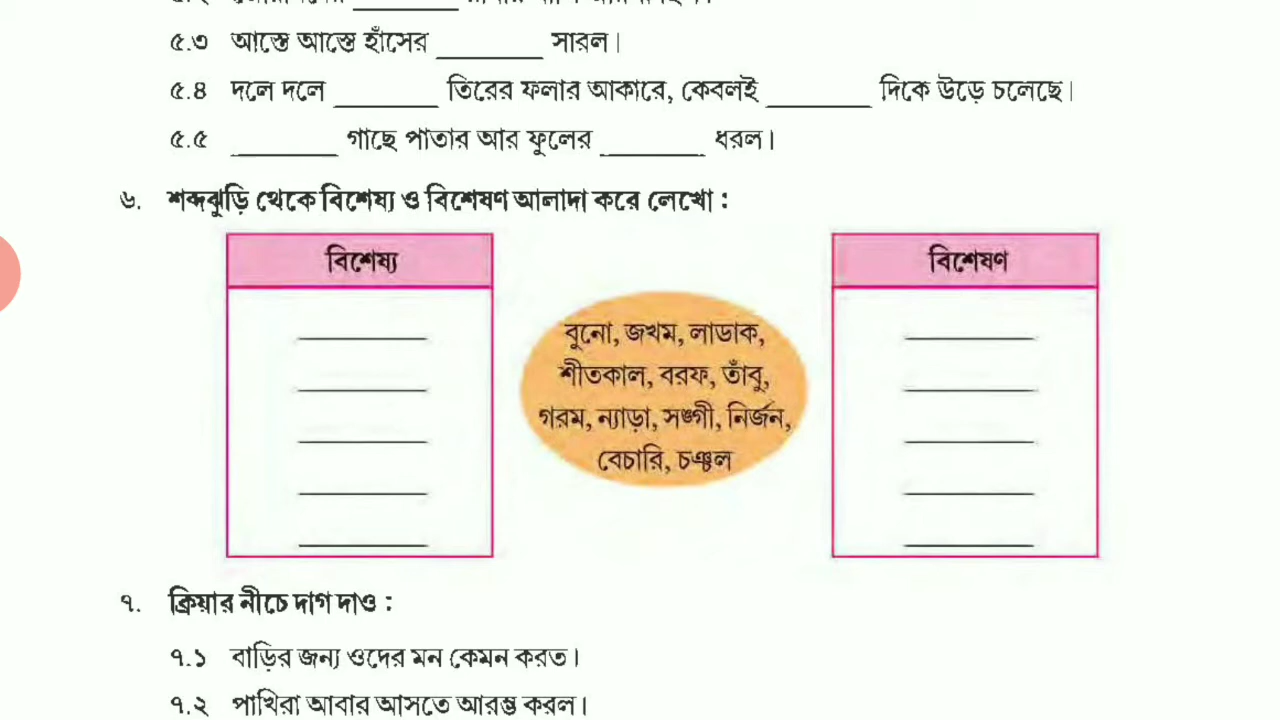 ৫.৩ আস্তে আস্তে হাঁসের ________ সারল।
৫.৪ দলে দলে ________ তিরের ফলার আকারে, কেবলই ________ দিকে উড়ে চলেছে।
৫.৫ ________ গাছে পাতার আর ফুলের ________ ধরল।
৬. শব্দঝুড়ি থেকে বিশেষ্য ও বিশেষণ আলাদা করে লেখো :
বিশেষ্য
বুনো, জখম, লাডাক,
শীতকাল, বরফ, তাঁবু,
গরম, ন্যাড়া, সঙ্গী, নির্জন,
বেচারি, চঞ্চল
বিশেষণ
৭. ক্রিয়ার নীচে দাগ দাও :
৭.১ বাড়ির জন্য ওদের মন কেমন করত।
৭.২ পাখিরা আবার আসতে আরম্ভ করল।